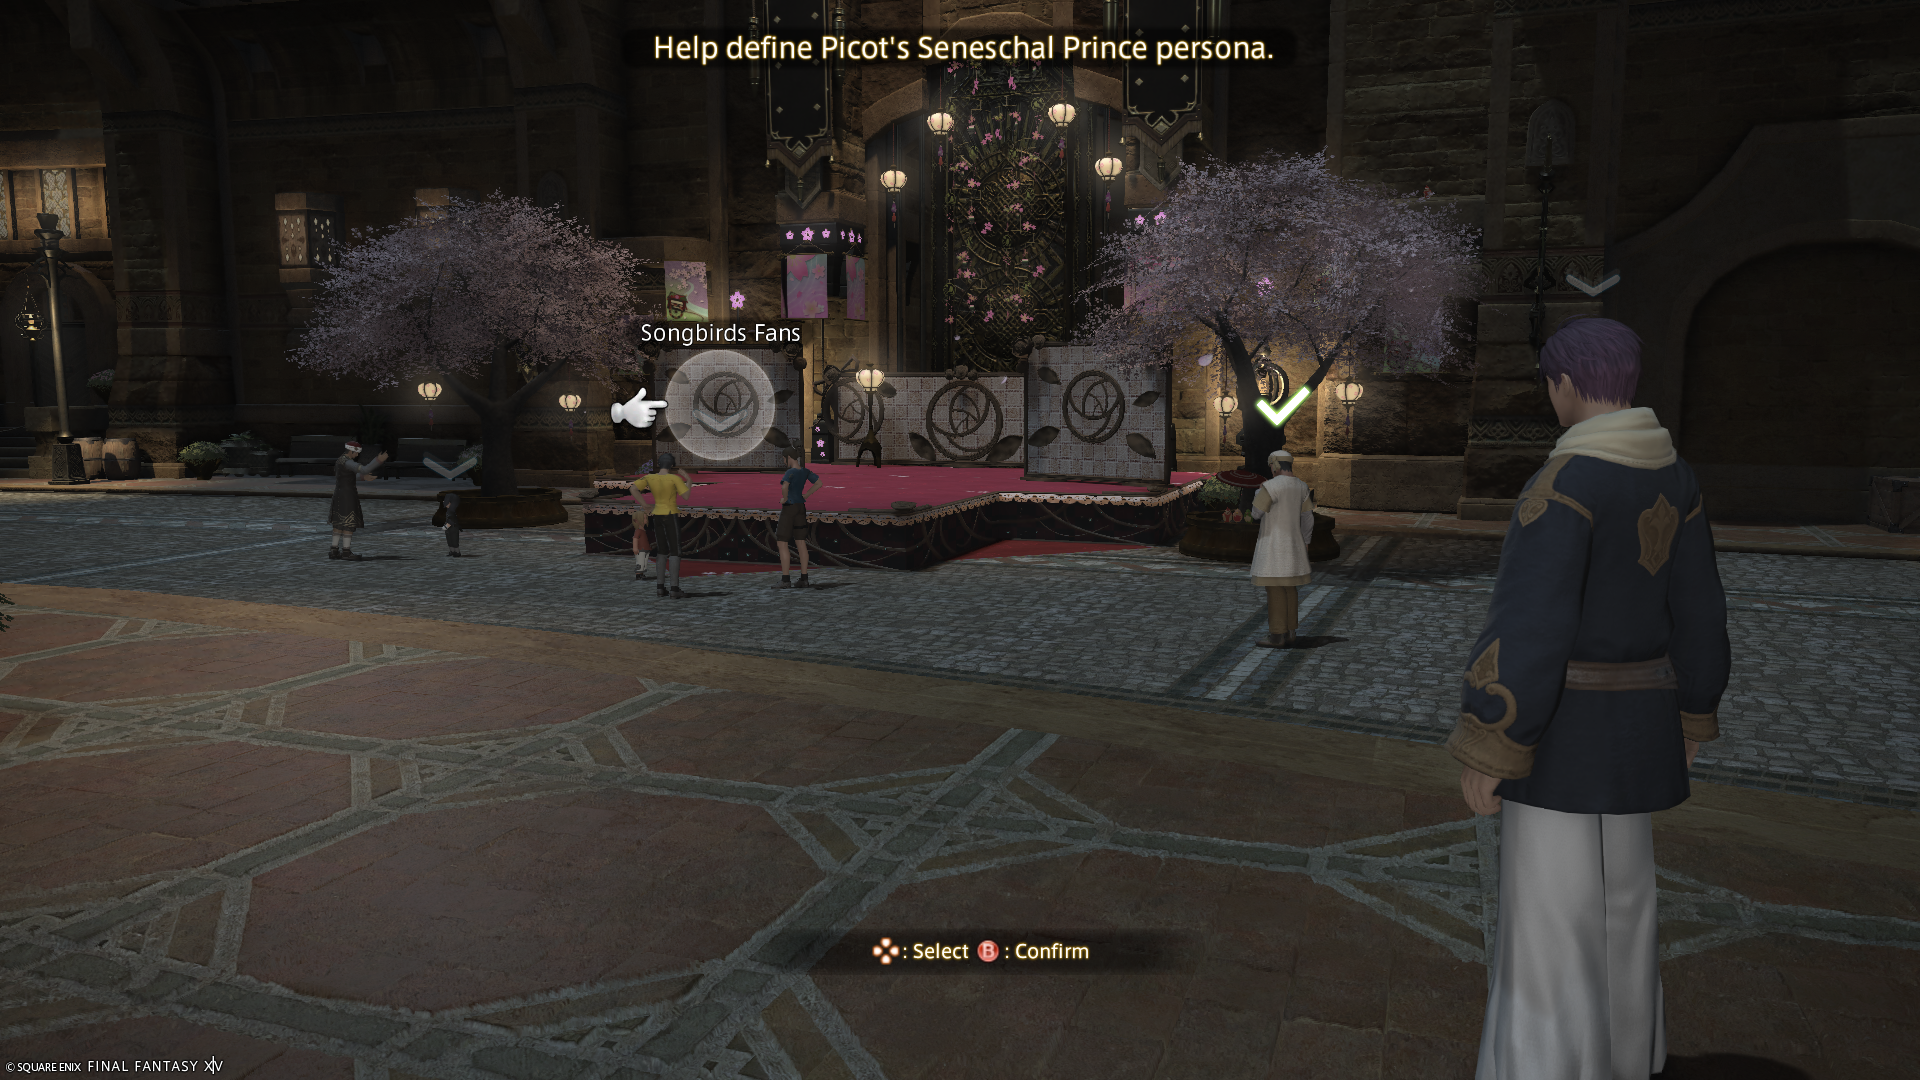 Help define Picot's Seneschal Prince persona.
Songbirds Fans
: Select B : Confirm
© SQUARE ENIX FINAL FANTASY XIV